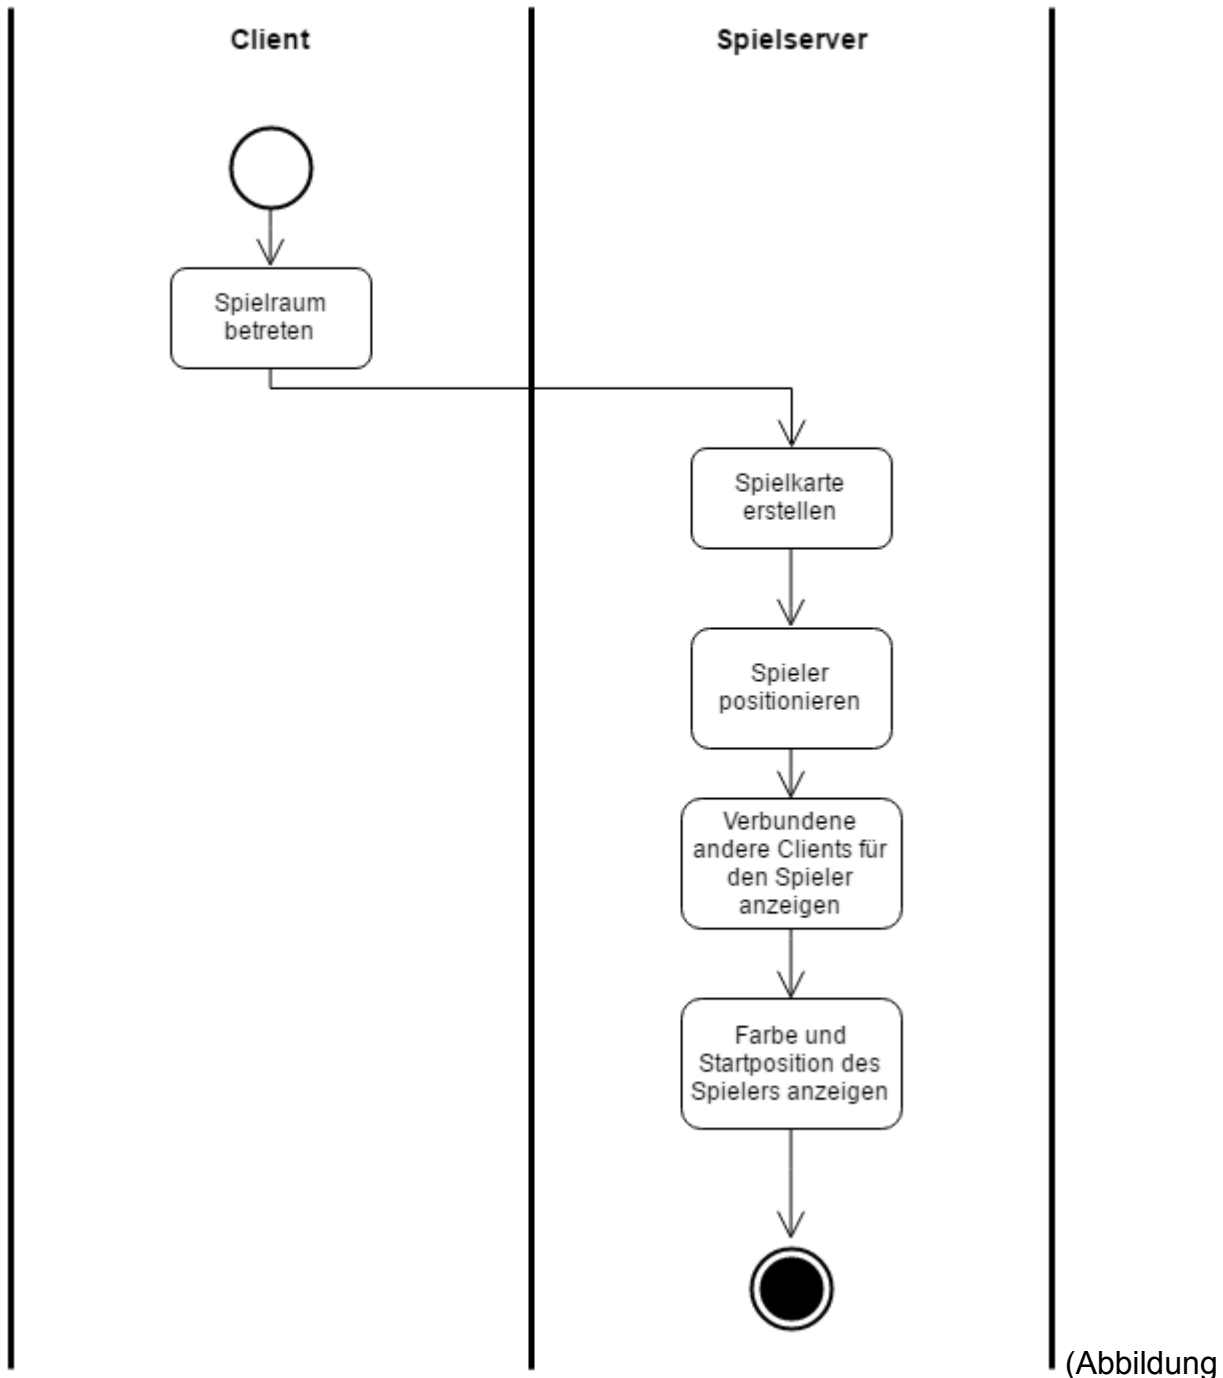 Client
Spielserver
Spielraum
betreten
Spielkarte
erstellen
Spieler
positionieren
Verbundene
andere Clients für
den Spieler
anzeigen
Farbe und
Startposition des
Spielers anzeigen
(Abbildung